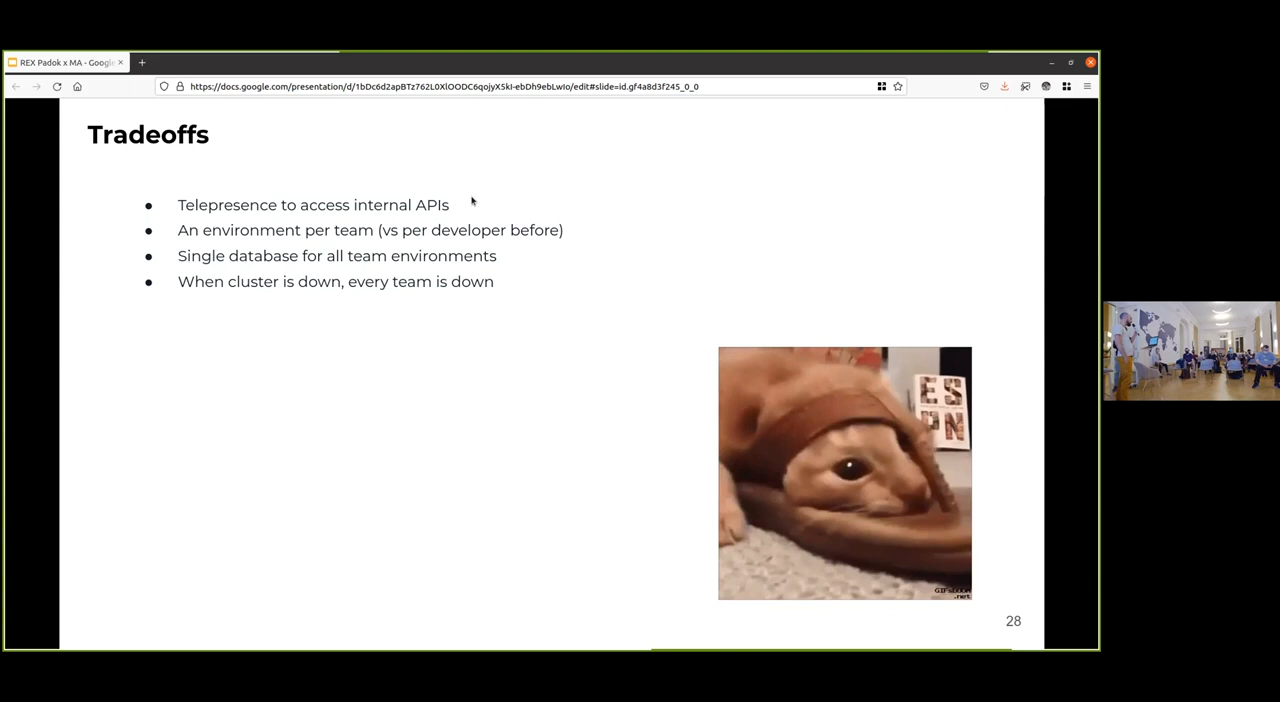 REX Padok x MA - Google
https://docs.google.com/presentation/d/1bDc6d2apBTz762L0XlOODC6qojyX5kI-ebDh9ebLwIo/edit#slide=id.gf4a8d3f245_0_0
Tradeoffs
● Telepresence to access internal APIs
● An environment per team (vs per developer before)
● Single database for all team environments
● When cluster is down, every team is down
ES
PN
GIFSBOOM
.net
28